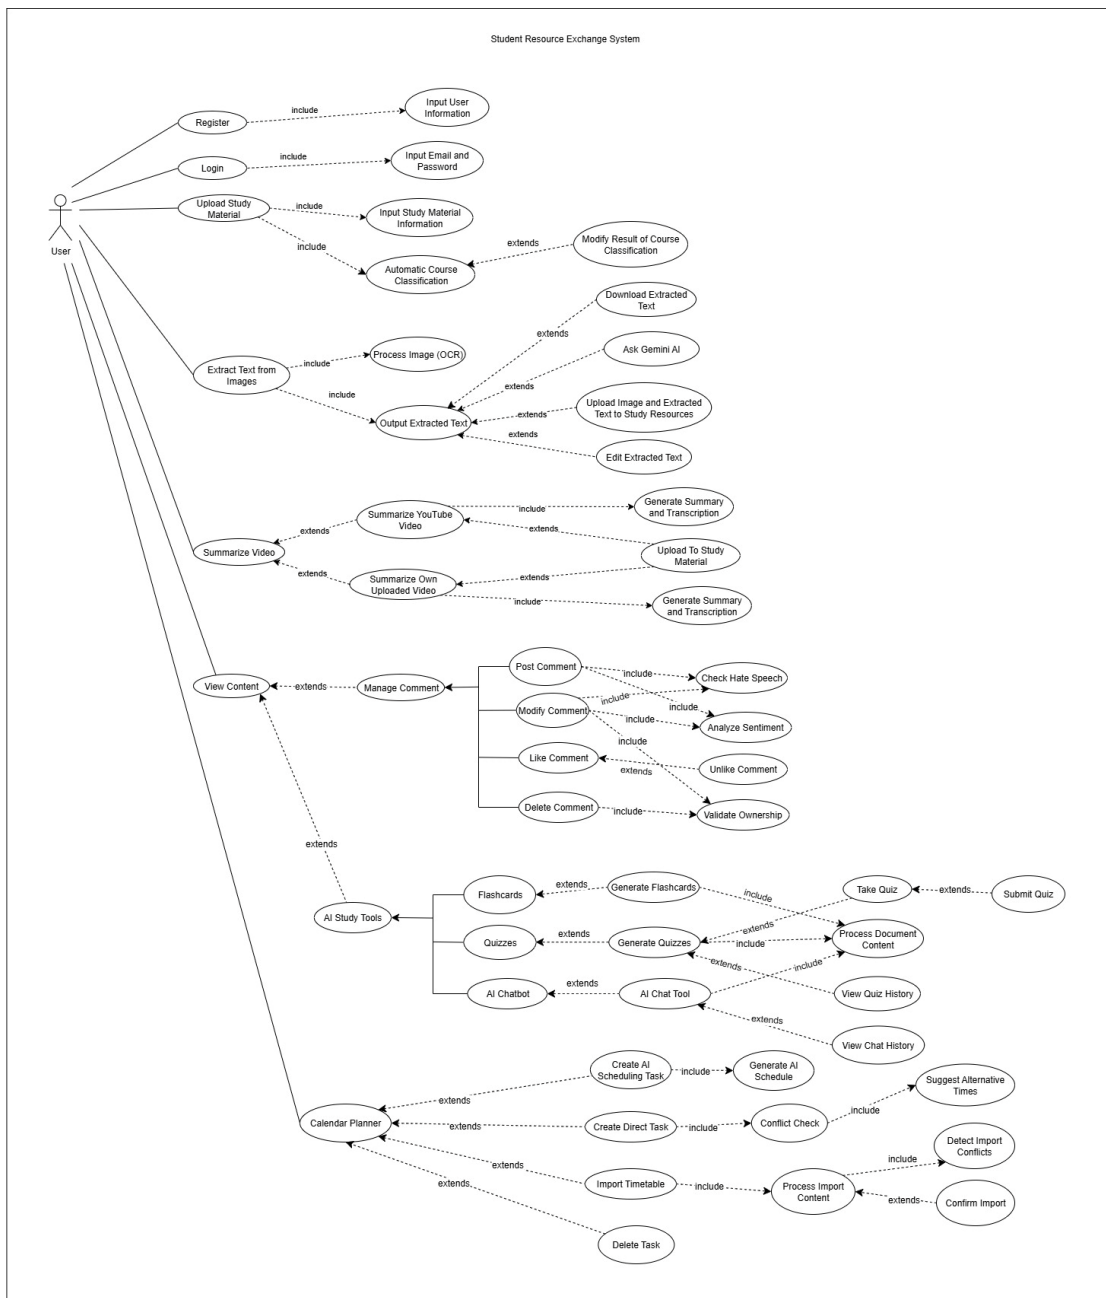 Student Resource Exchange System
Register
include
Input User
Information
Login
include
Input Email and
Password
User
Upload Study
Material
include
Input Study Material
Information
include
Automatic Course
Classification
extends
Modify Result of Course
Classification
Extract Text from
Images
include
Process Image (OCR)
include
Output Extracted Text
extends
Download Extracted
Text
extends
Ask Gemini AI
extends
Upload Image and Extracted
Text to Study Resources
extends
Edit Extracted Text
Summarize Video
extends
Summarize YouTube
Video
include
Generate Summary
and Transcription
extends
Upload To Study
Material
extends
Summarize Own
Uploaded Video
extends
include
Generate Summary
and Transcription
View Content
extends
Manage Comment
Post Comment
include
Check Hate Speech
include
Modify Comment
include
include
Analyze Sentiment
include
Like Comment
extends
Unlike Comment
Delete Comment
include
Validate Ownership
extends
AI Study Tools
Flashcards
extends
Generate Flashcards
include
Take Quiz
extends
Submit Quiz
Quizzes
extends
Generate Quizzes
extends
include
Process Document
Content
extends
View Quiz History
AI Chatbot
extends
AI Chat Tool
include
extends
View Chat History
Calendar Planner
extends
Create AI
Scheduling Task
include
Generate AI
Schedule
extends
Create Direct Task
include
Conflict Check
include
Suggest Alternative
Times
extends
Import Timetable
include
Process Import
Content
include
Detect Import
Conflicts
extends
Confirm Import
extends
Delete Task